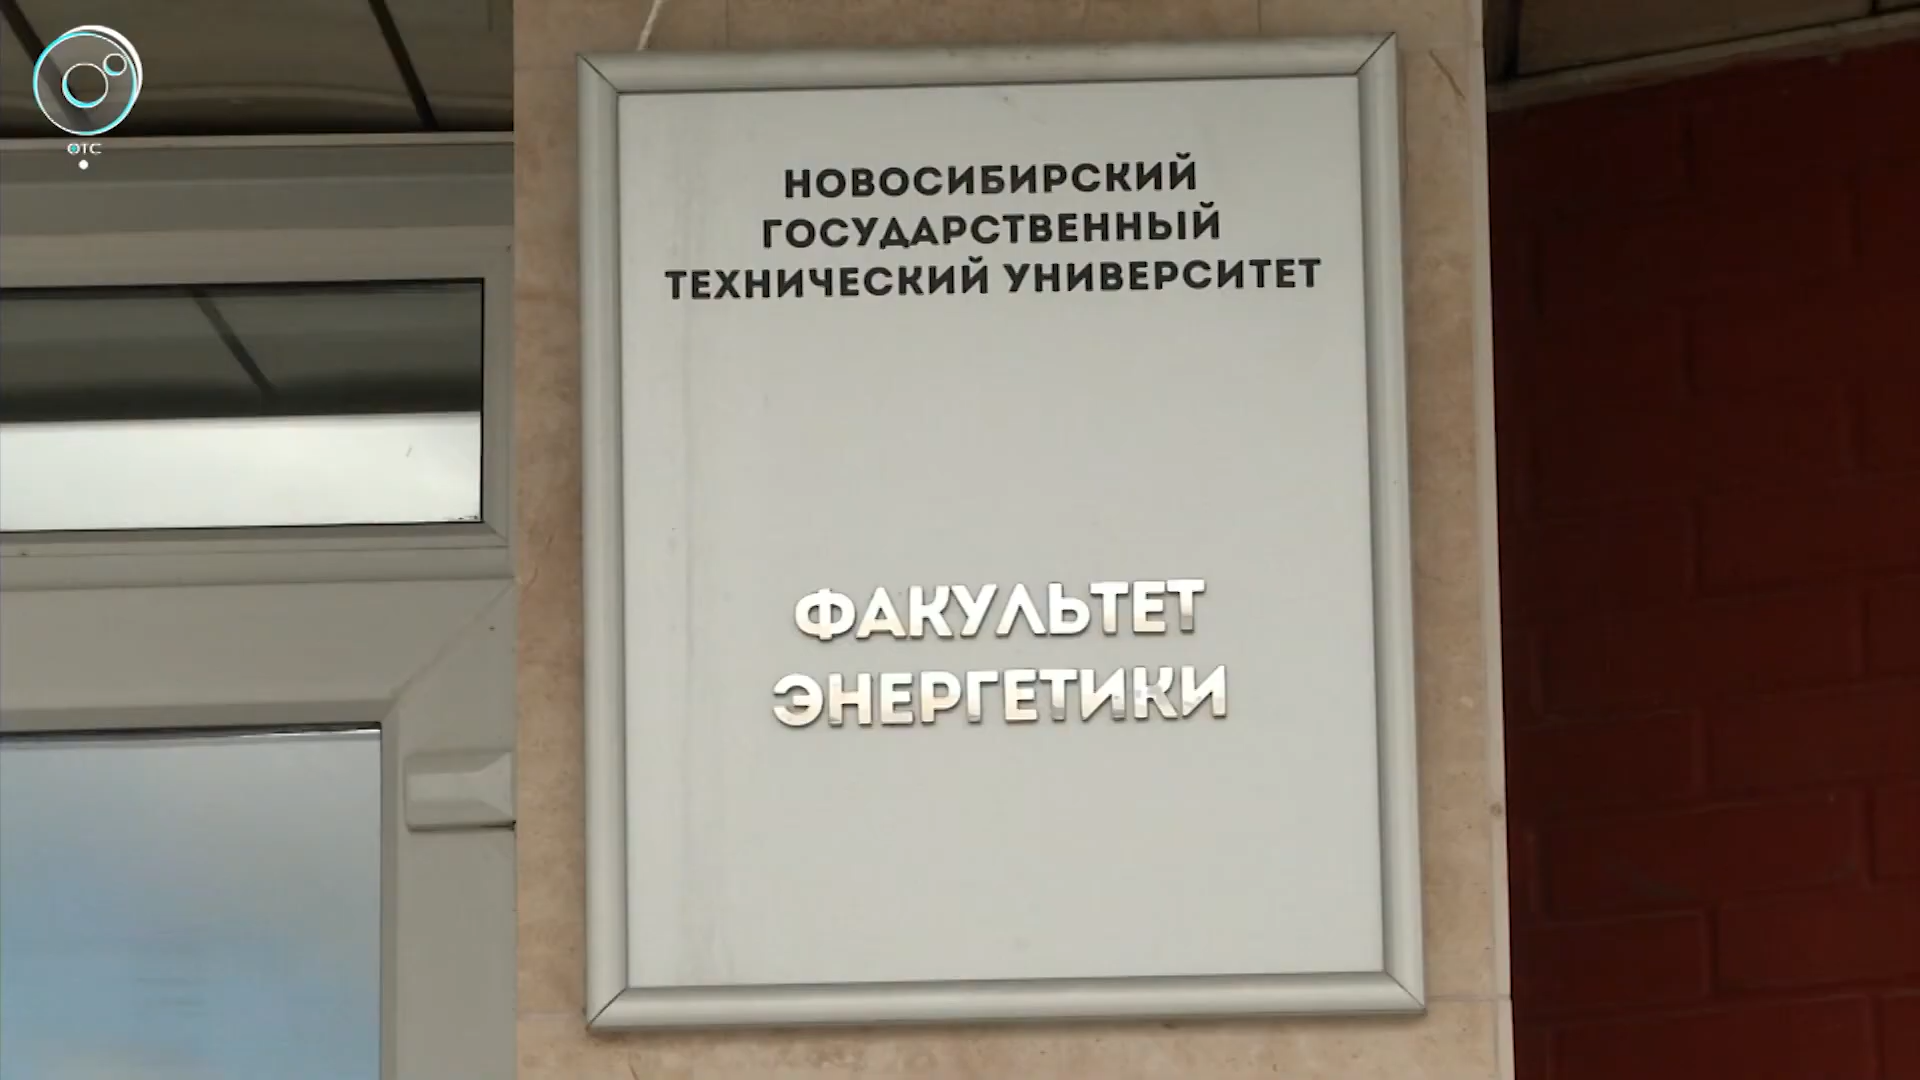 ОТС
НОВОСИБИРСКИЙ
ГОСУДАРСТВЕННЫЙ
ТЕХНИЧЕСКИЙ УНИВЕРСИТЕТ
ФАКУЛЬТЕТ
ЭНЕРГЕТИКИ